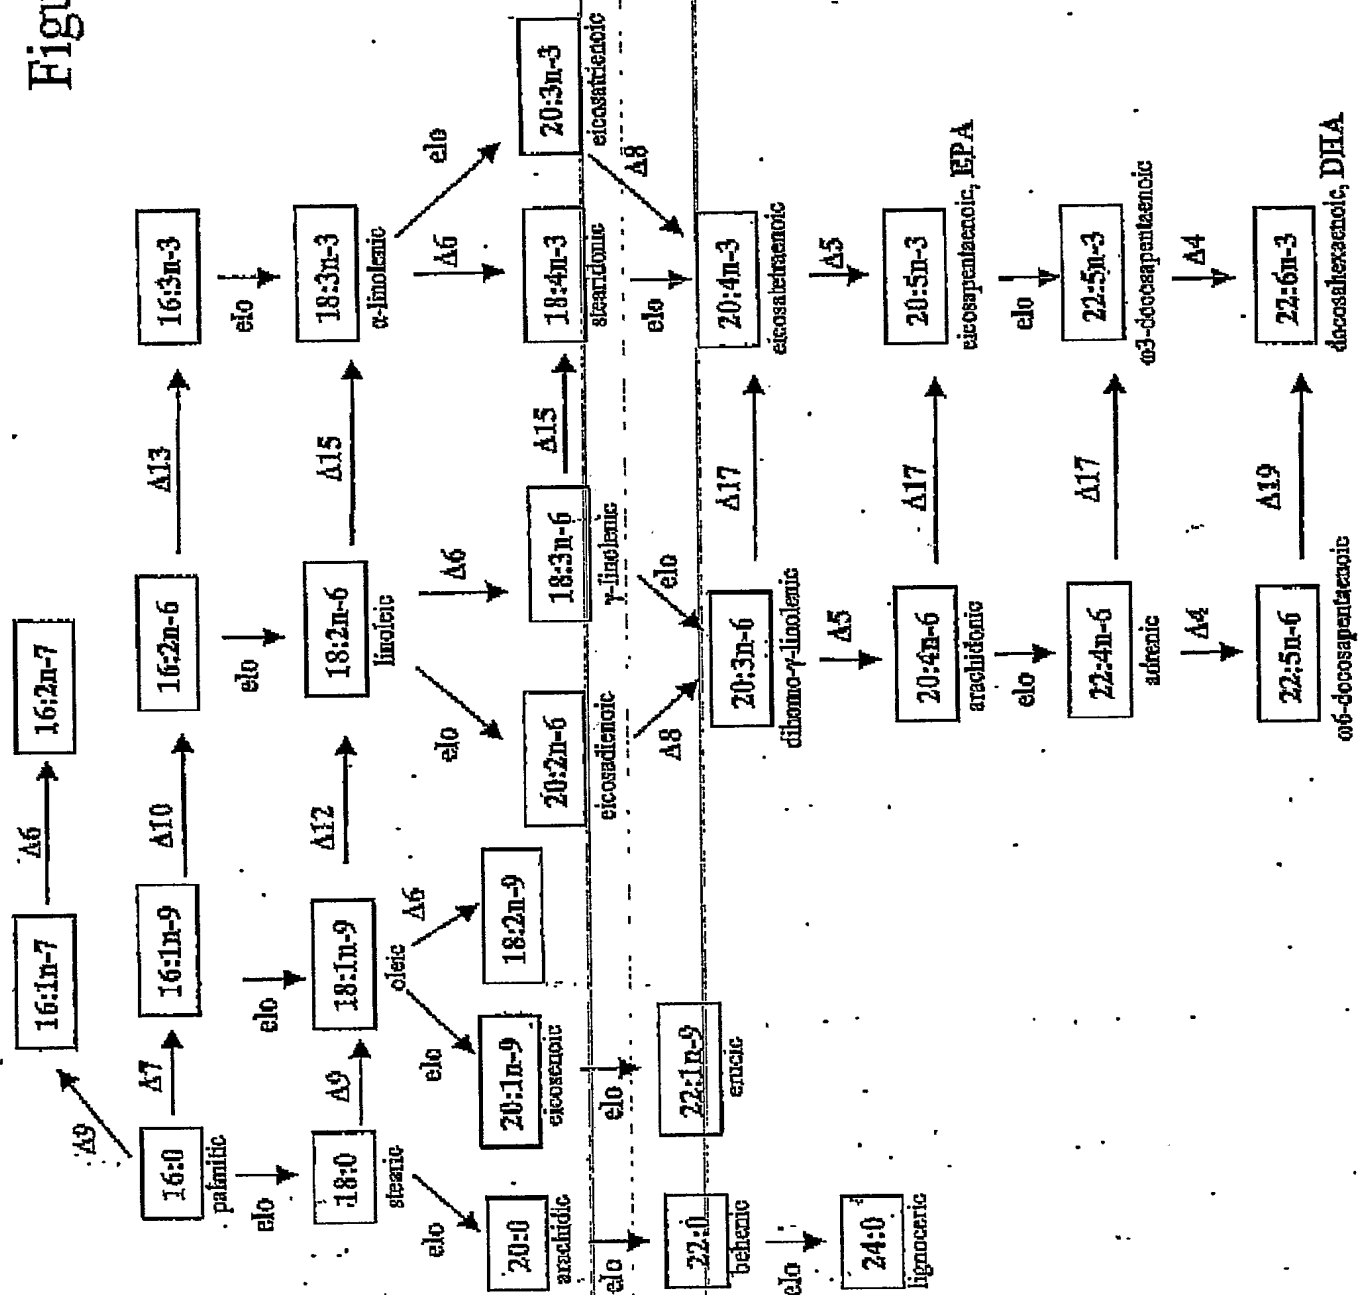 Figu
16:1n-7
Δ6
16:2n-7
Δ9
16:0
palmitic
Δ7
16:1n-9
Δ10
16:2n-6
Δ13
16:3n-3
elo
elo
elo
elo
18:0
stearic
Δ9
18:1n-9
oleic
Δ12
18:2n-6
linoleic
Δ15
18:3n-3
α-linolenic
elo
elo
Δ6
elo
Δ6
Δ6
elo
20:0
arachidic
20:1n-9
eicosenoic
18:2n-9
20:2n-6
eicosadienoic
18:3n-6
γ-linolenic
Δ15
18:4n-3
stearidonic
20:3n-3
eicosatrienoic
elo
elo
Δ8
elo
elo
Δ8
22:0
behenic
22:1n-9
erucic
20:3n-6
dihomo-γ-linolenic
Δ17
20:4n-3
eicosatetraenoic
elo
Δ5
Δ5
24:0
lignoceric
20:4n-6
arachidonic
Δ17
20:5n-3
eicosapentaenoic, EPA
elo
elo
22:4n-6
adrenic
Δ17
22:5n-3
ω3-docosapentaenoic
Δ4
Δ4
22:5n-6
ω6-docosapentaenoic
Δ19
22:6n-3
docosahexaenoic, DHA